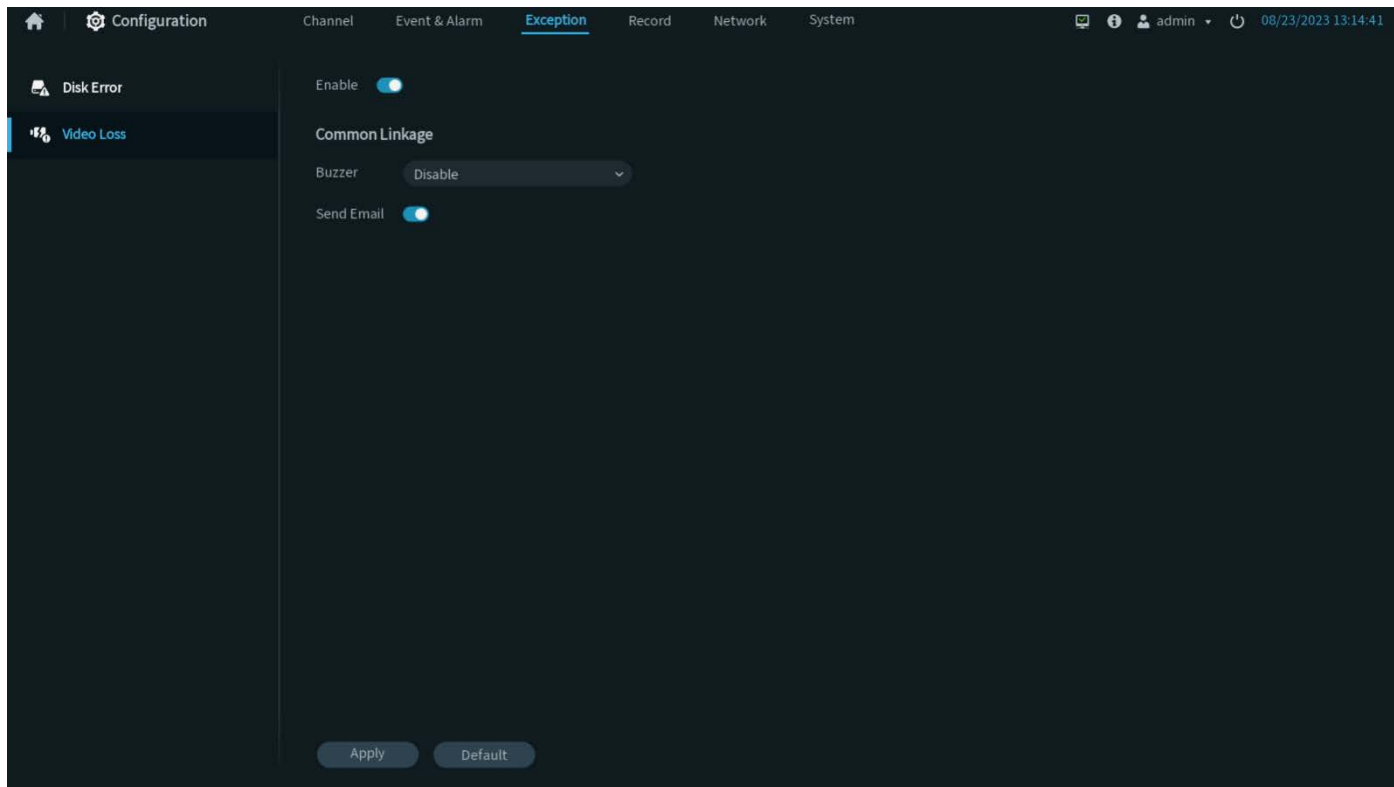 Configuration Channel Event & Alarm Exception Record Network System admin 08/23/2023 13:14:41
Disk Error
Video Loss
Enable
Common Linkage
Buzzer Disable
Send Email
Apply Default